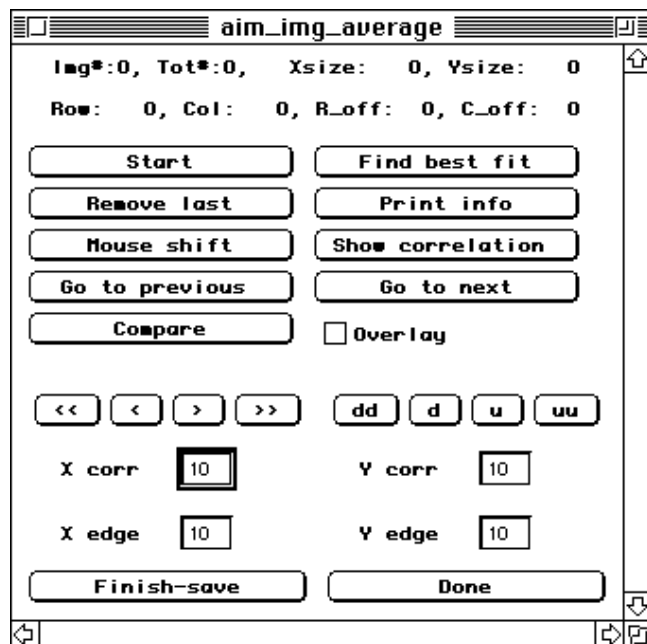 aim_img_average
Img#:0, Tot#:0, Xsize: 0, Ysize: 0
Row: 0, Col: 0, R_off: 0, C_off: 0
Start Find best fit
Remove last Print info
Mouse shift Show correlation
Go to previous Go to next
Compare Overlay
<< < > >> dd d u uu
X corr 10 Y corr 10
X edge 10 Y edge 10
Finish-save Done